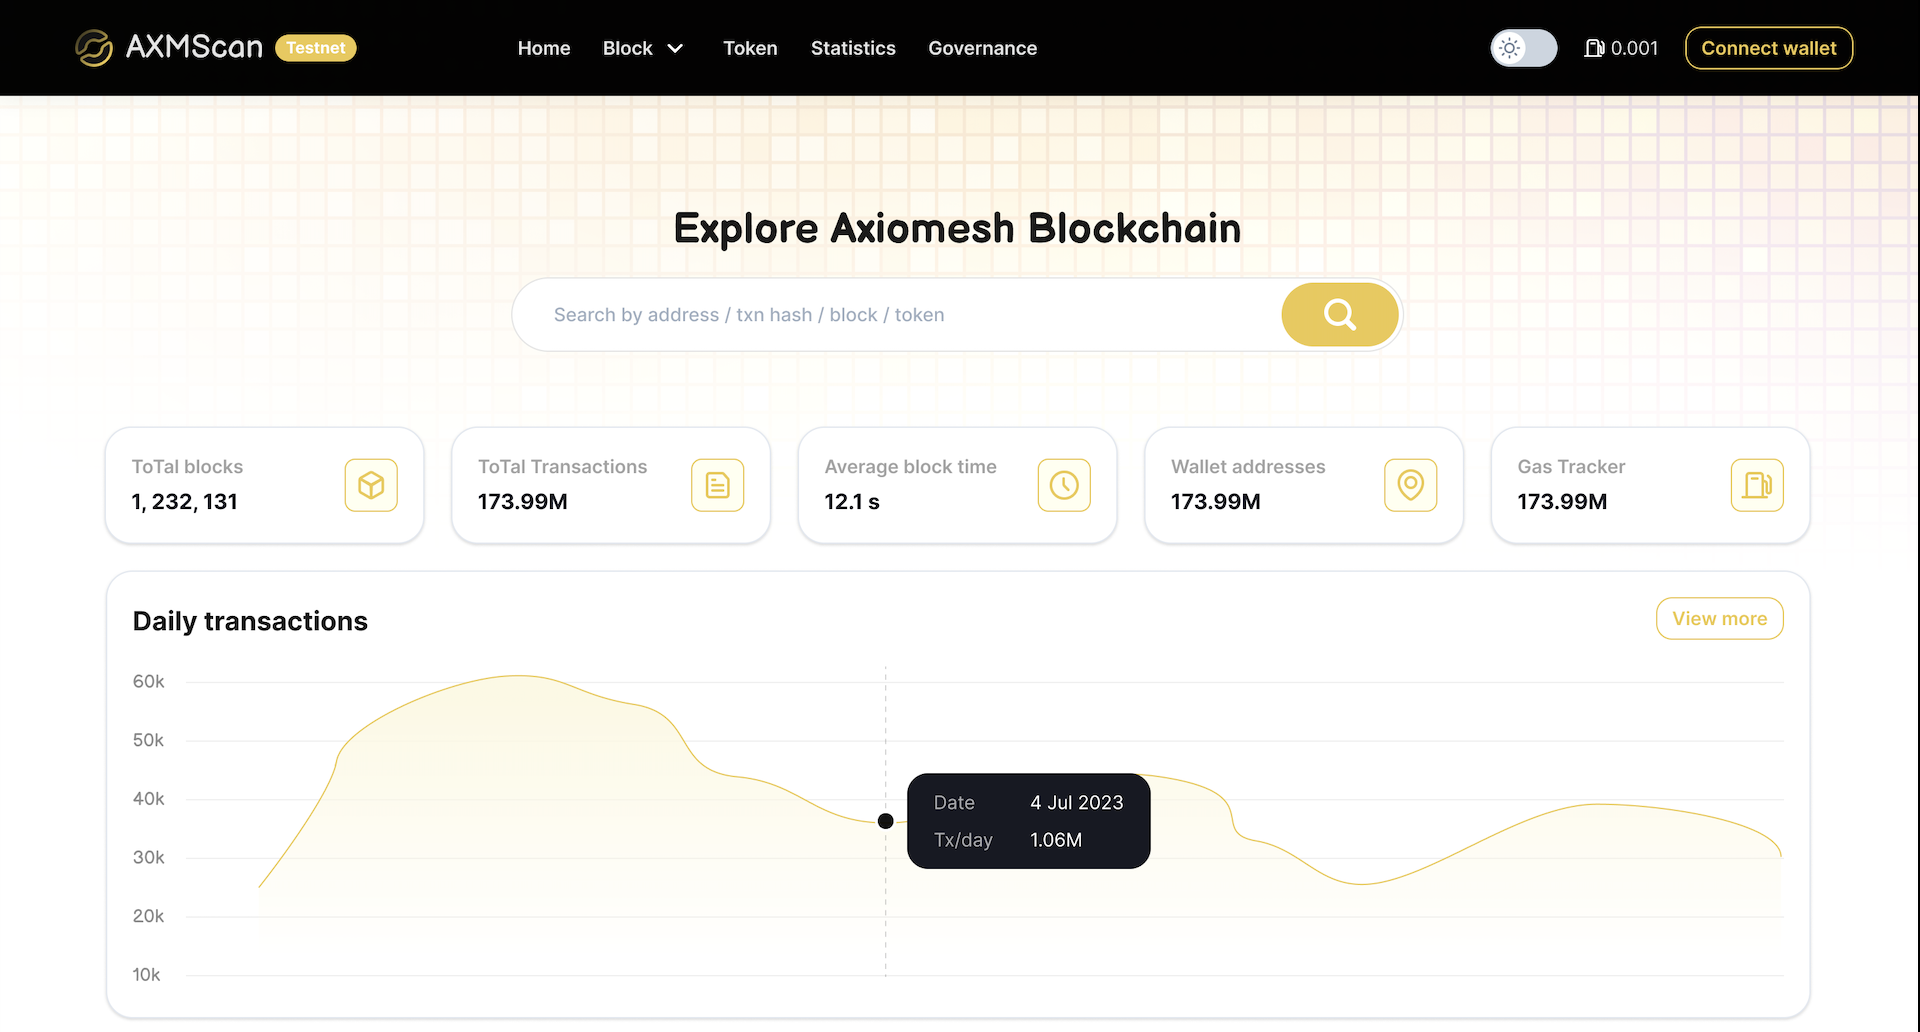 AXMScan Testnet Home Block Token Statistics Governance 0.001 Connect wallet
Explore Axiomesh Blockchain
Search by address / txn hash / block / token
ToTal blocks
1, 232, 131
ToTal Transactions
173.99M
Average block time
12.1 s
Wallet addresses
173.99M
Gas Tracker
173.99M
Daily transactions
View more
60k
50k
40k
30k
20k
10k
Date 4 Jul 2023
Tx/day 1.06M